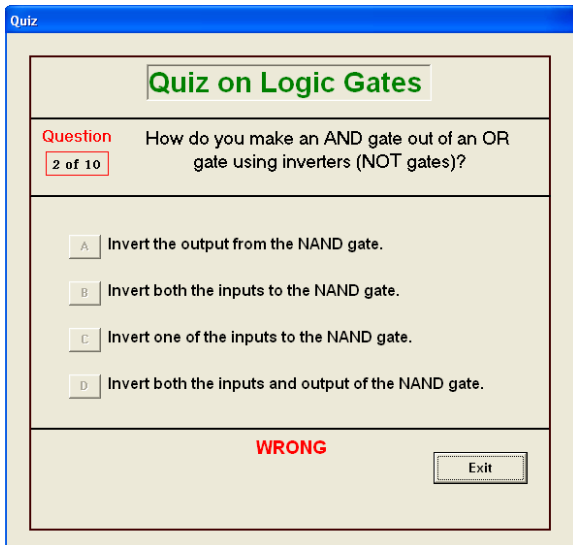 Quiz
Quiz on Logic Gates
Question
2 of 10
How do you make an AND gate out of an OR
gate using inverters (NOT gates)?
A Invert the output from the NAND gate.
B Invert both the inputs to the NAND gate.
C Invert one of the inputs to the NAND gate.
D Invert both the inputs and output of the NAND gate.
WRONG
Exit